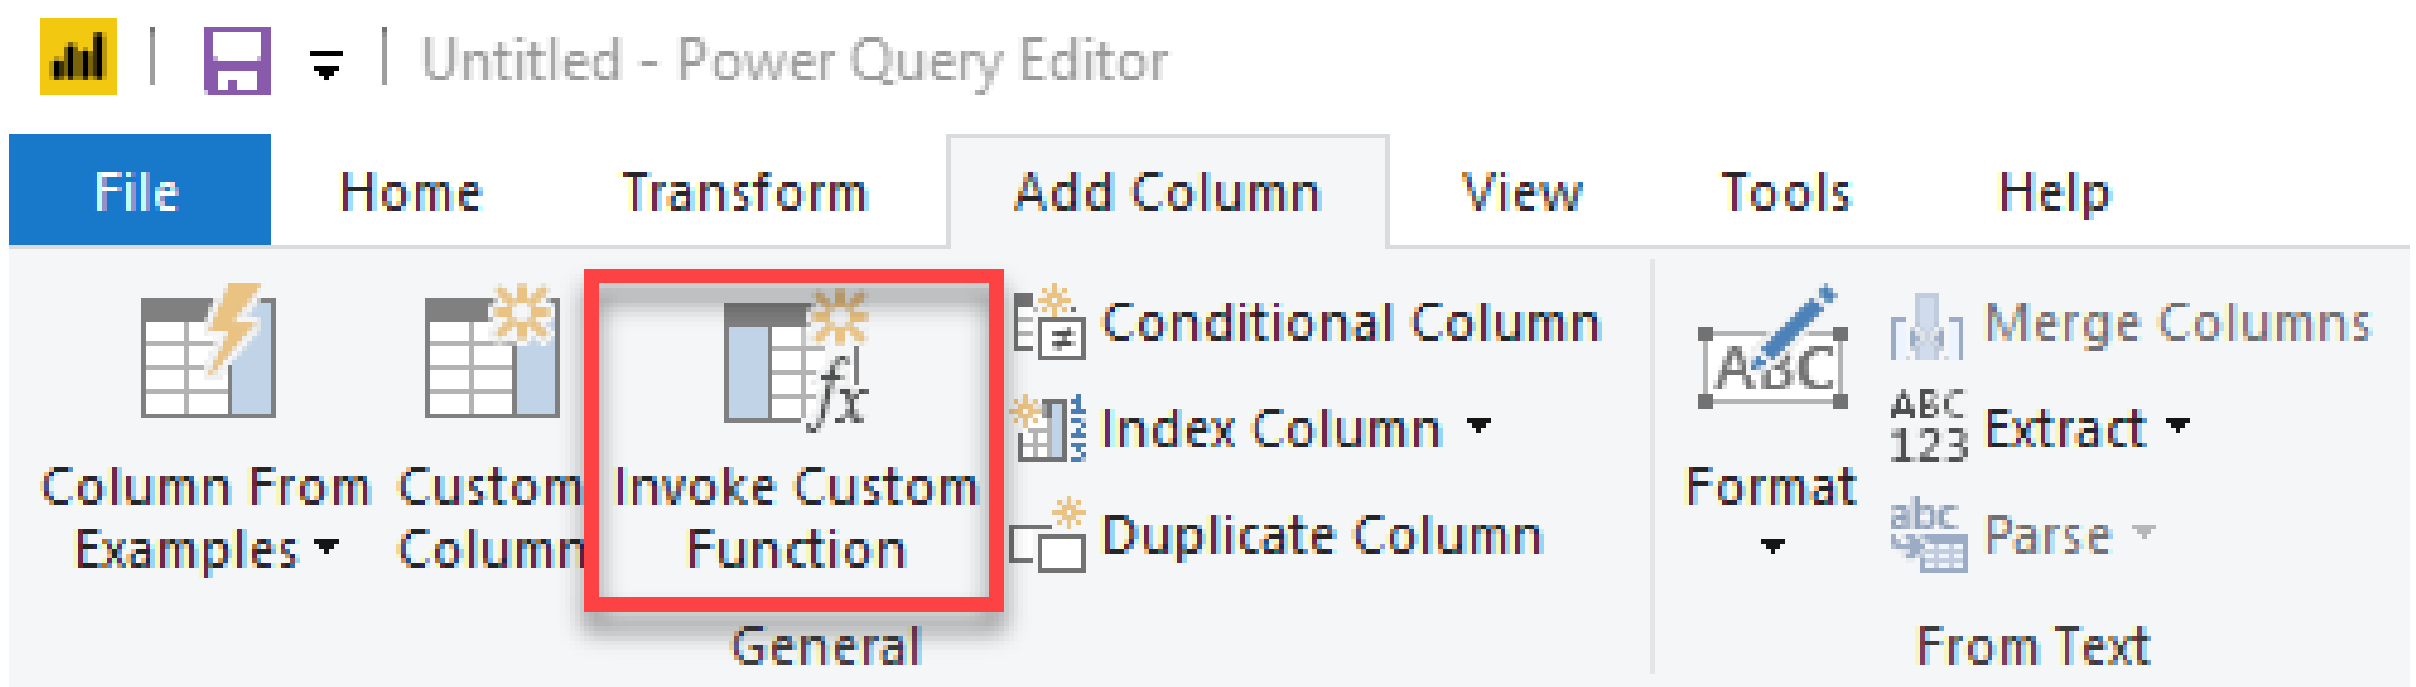 Untitled - Power Query Editor
File Home Transform Add Column View Tools Help
Column From
Examples
Custom
Column
Invoke Custom
Function
Conditional Column
Index Column
Duplicate Column
General
ABC
Format
Merge Columns
ABC
123
Extract
abc
Parse
From Text